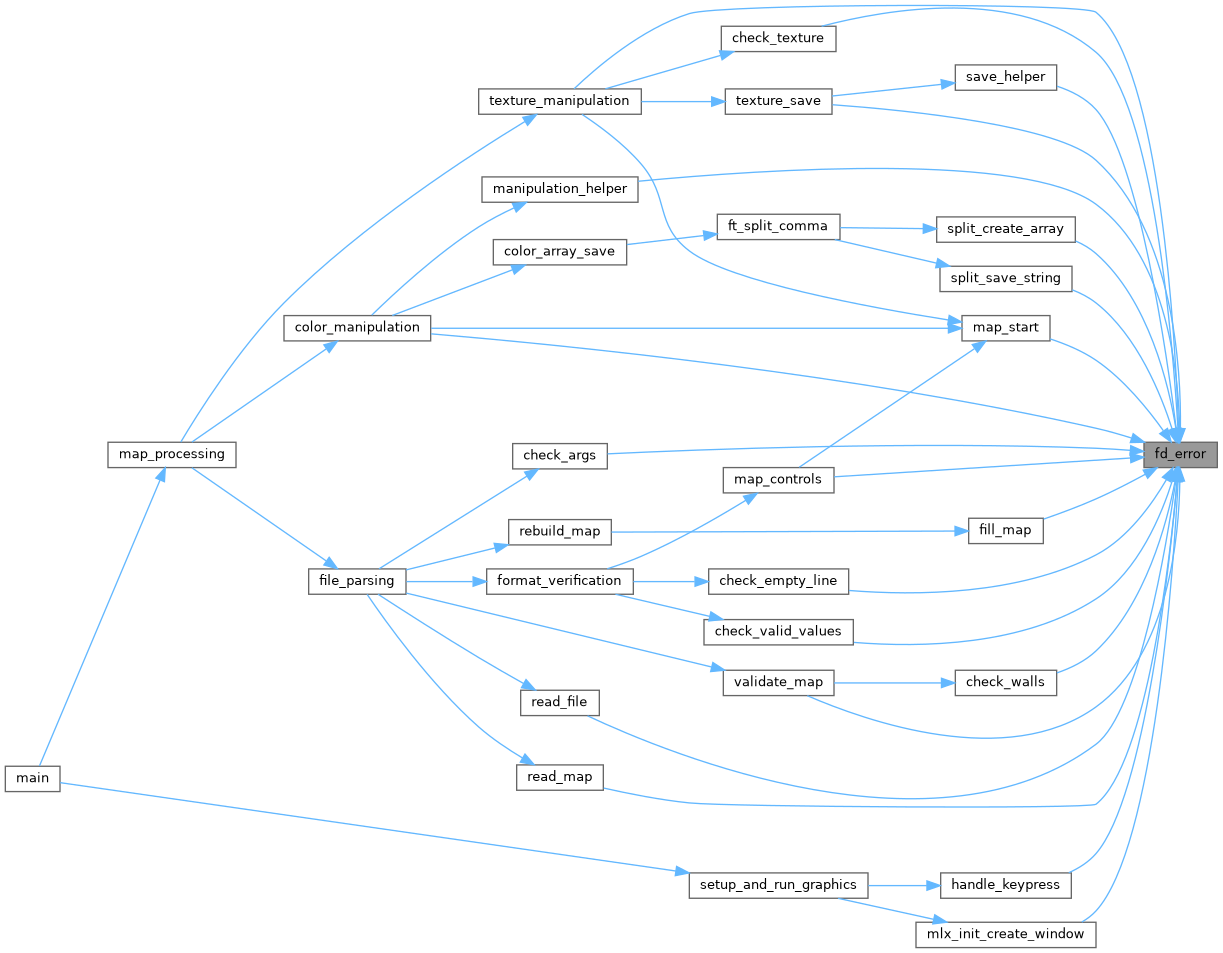 check_texture
save_helper
texture_manipulation
texture_save
manipulation_helper
ft_split_comma
split_create_array
color_array_save
split_save_string
color_manipulation
map_start
map_processing
check_args
fd_error
map_controls
rebuild_map
fill_map
file_parsing
format_verification
check_empty_line
check_valid_values
validate_map
check_walls
read_file
main
read_map
setup_and_run_graphics
handle_keypress
mlx_init_create_window